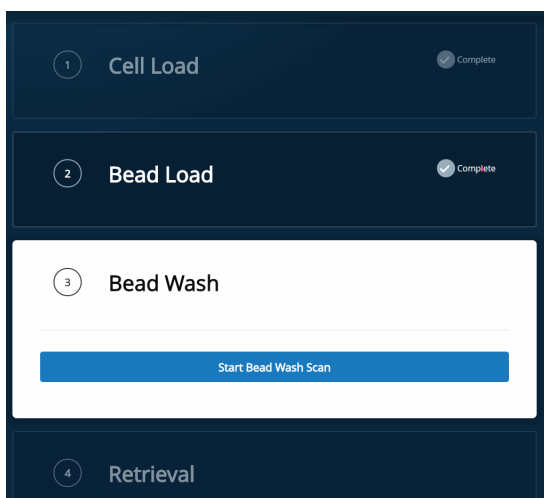 1 Cell Load Complete
2 Bead Load Complete
3 Bead Wash
Start Bead Wash Scan
4 Retrieval